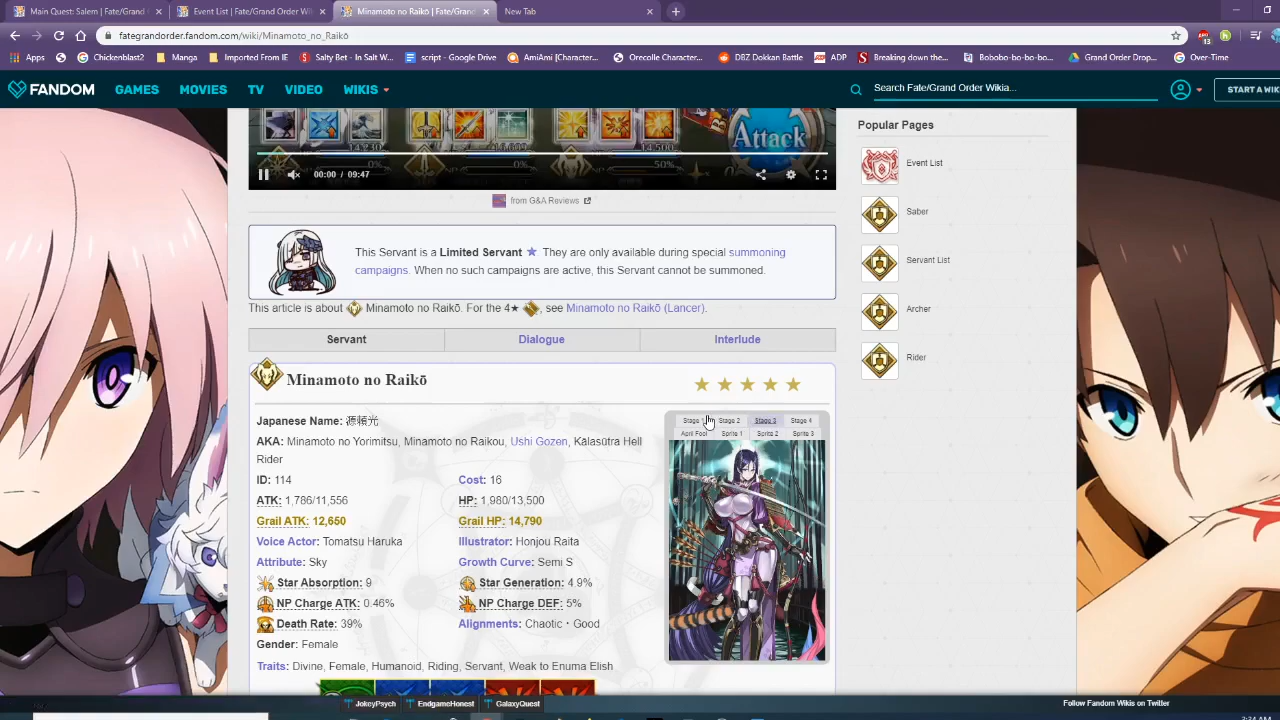 Main Quest: Salem | Fate/Grand O
Event List | Fate/Grand Order Wik
Minamoto no Raikō | Fate/Grand
New Tab
fategrandorder.fandom.com/wiki/Minamoto_no_Raikō
13
Apps
Chickenblast2
Manga
Imported From IE
Salty Bet - In Salt W...
script - Google Drive
AmiAmi [Character...
Orecolle Character...
DBZ Dokkan Battle
ADP
Breaking down the...
Bobobo-bo-bo-bo...
Grand Order Drop...
Over-Time
FANDOM
GAMES
MOVIES
TV
VIDEO
WIKIS
Search Fate/Grand Order Wikia...
START A WIK
14,230
14,500
0%
0%
Attack
00:00 / 09:47
from G&A Reviews
Popular Pages
Event List
Saber
Servant List
Archer
Rider
This Servant is a Limited Servant ★ They are only available during special summoning
campaigns. When no such campaigns are active, this Servant cannot be summoned.
This article is about Minamoto no Raikō. For the 4★ , see Minamoto no Raikō (Lancer).
Servant
Dialogue
Interlude
Minamoto no Raikō
★ ★ ★ ★ ★
Japanese Name: 源頼光
AKA: Minamoto no Yorimitsu, Minamoto no Raikou, Ushi Gozen, Kālasūtra Hell
Rider
ID: 114
Cost: 16
ATK: 1,786/11,556
HP: 1,980/13,500
Grail ATK: 12,650
Grail HP: 14,790
Voice Actor: Tomatsu Haruka
Illustrator: Honjou Raita
Attribute: Sky
Growth Curve: Semi S
Star Absorption: 9
Star Generation: 4.9%
NP Charge ATK: 0.46%
NP Charge DEF: 5%
Death Rate: 39%
Alignments: Chaotic・Good
Gender: Female
Traits: Divine, Female, Humanoid, Riding, Servant, Weak to Enuma Elish
Stage 1
Stage 2
Stage 3
Stage 4
April Fool
Sprite 1
Sprite 2
Sprite 3
JokeyPsych
EndgameHonest
GalaxyQuest
Follow Fandom Wikis on Twitter